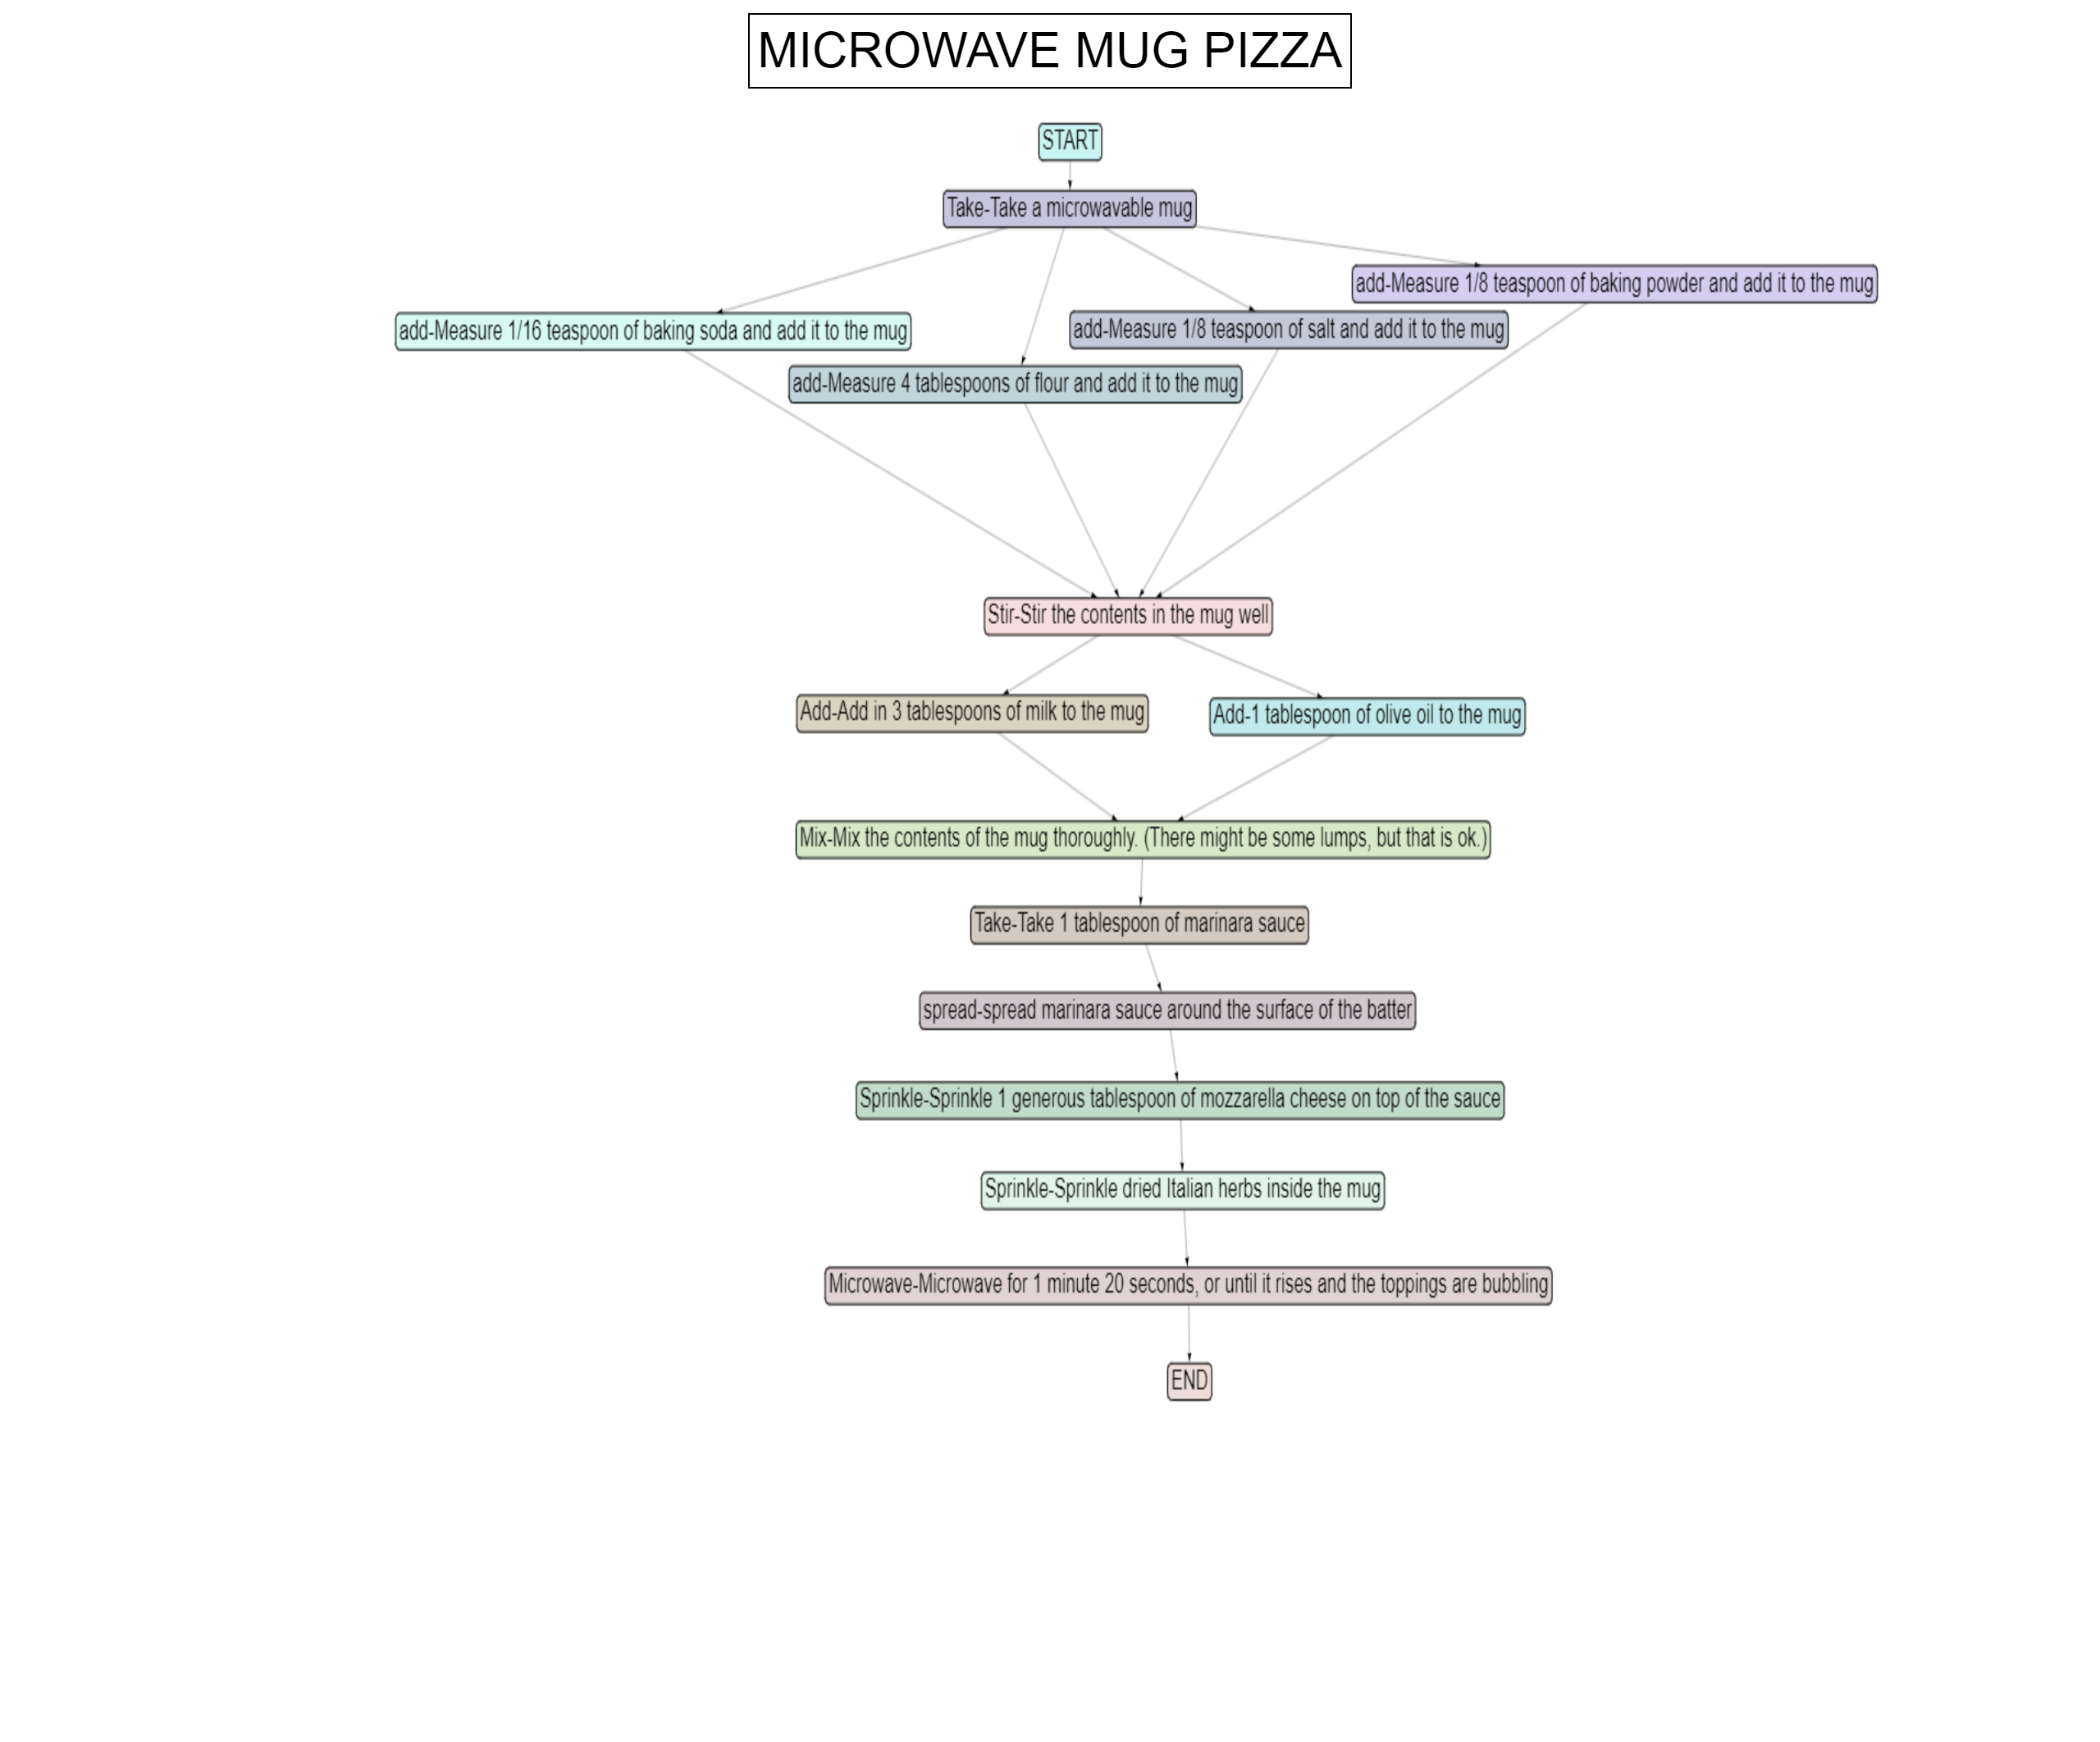 MICROWAVE MUG PIZZA
START
Take-Take a microwavable mug
add-Measure 1/8 teaspoon of baking powder and add it to the mug
add-Measure 1/16 teaspoon of baking soda and add it to the mug
add-Measure 1/8 teaspoon of salt and add it to the mug
add-Measure 4 tablespoons of flour and add it to the mug
Stir-Stir the contents in the mug well
Add-Add in 3 tablespoons of milk to the mug
Add-1 tablespoon of olive oil to the mug
Mix-Mix the contents of the mug thoroughly. (There might be some lumps, but that is ok.)
Take-Take 1 tablespoon of marinara sauce
spread-spread marinara sauce around the surface of the batter
Sprinkle-Sprinkle 1 generous tablespoon of mozzarella cheese on top of the sauce
Sprinkle-Sprinkle dried Italian herbs inside the mug
Microwave-Microwave for 1 minute 20 seconds, or until it rises and the toppings are bubbling
END